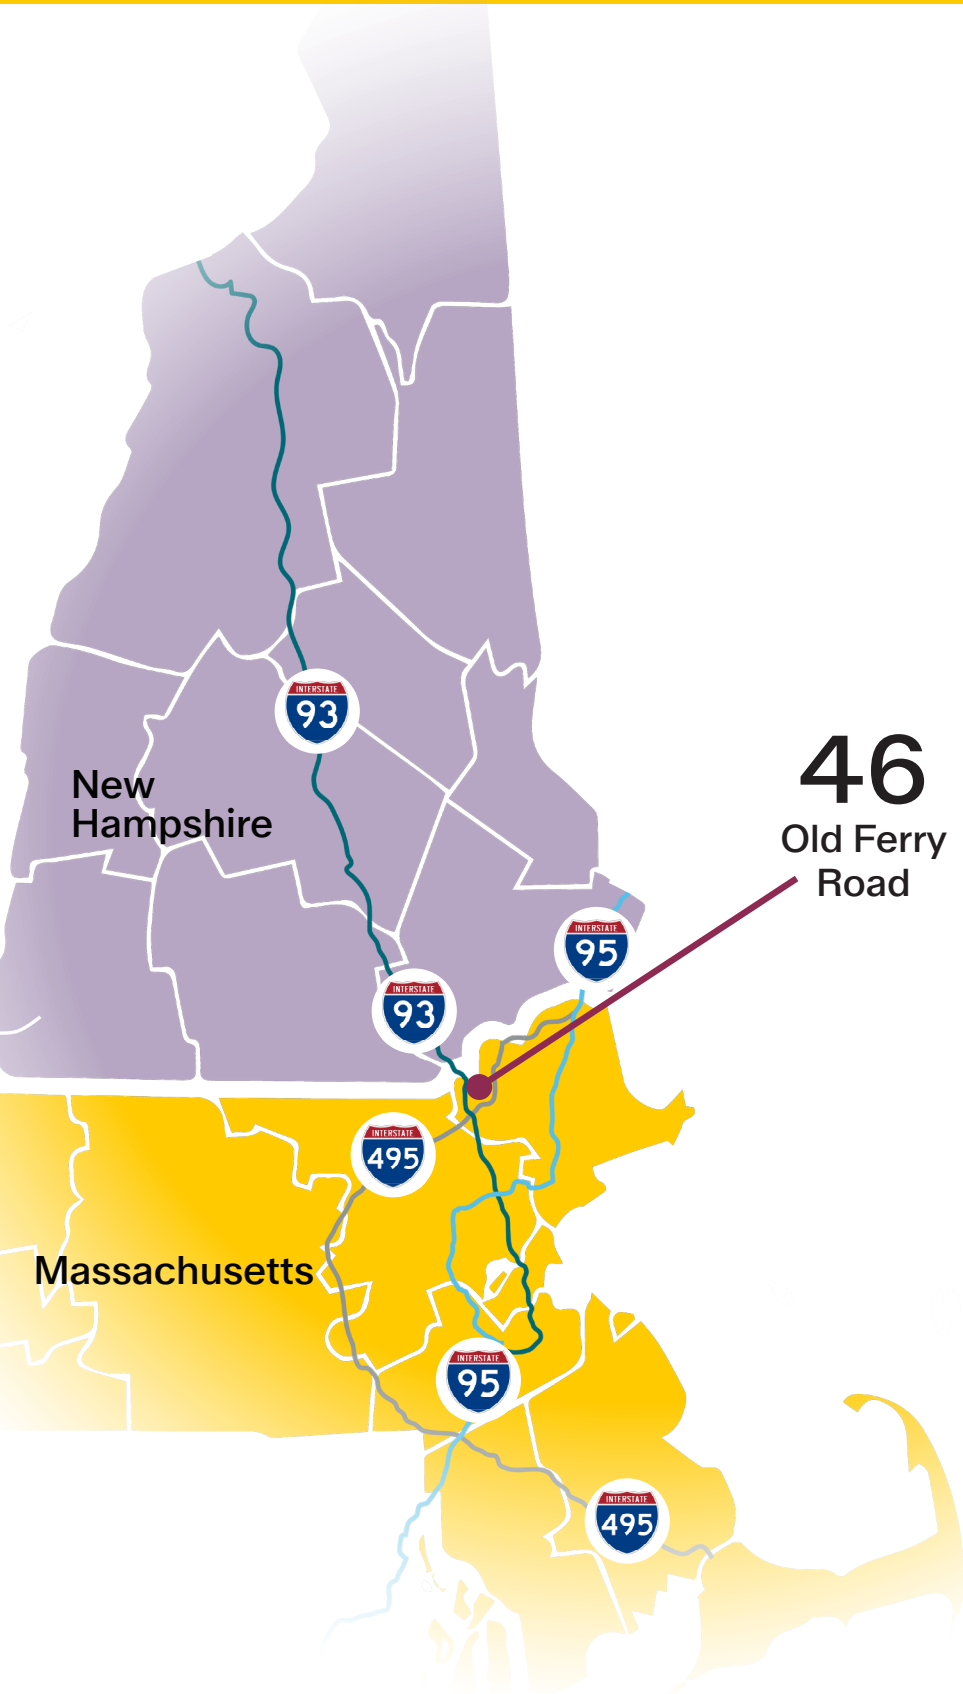 INTERSTATE
93
New
Hampshire
46
Old Ferry
Road
INTERSTATE
95
INTERSTATE
93
INTERSTATE
495
Massachusetts
INTERSTATE
95
INTERSTATE
495